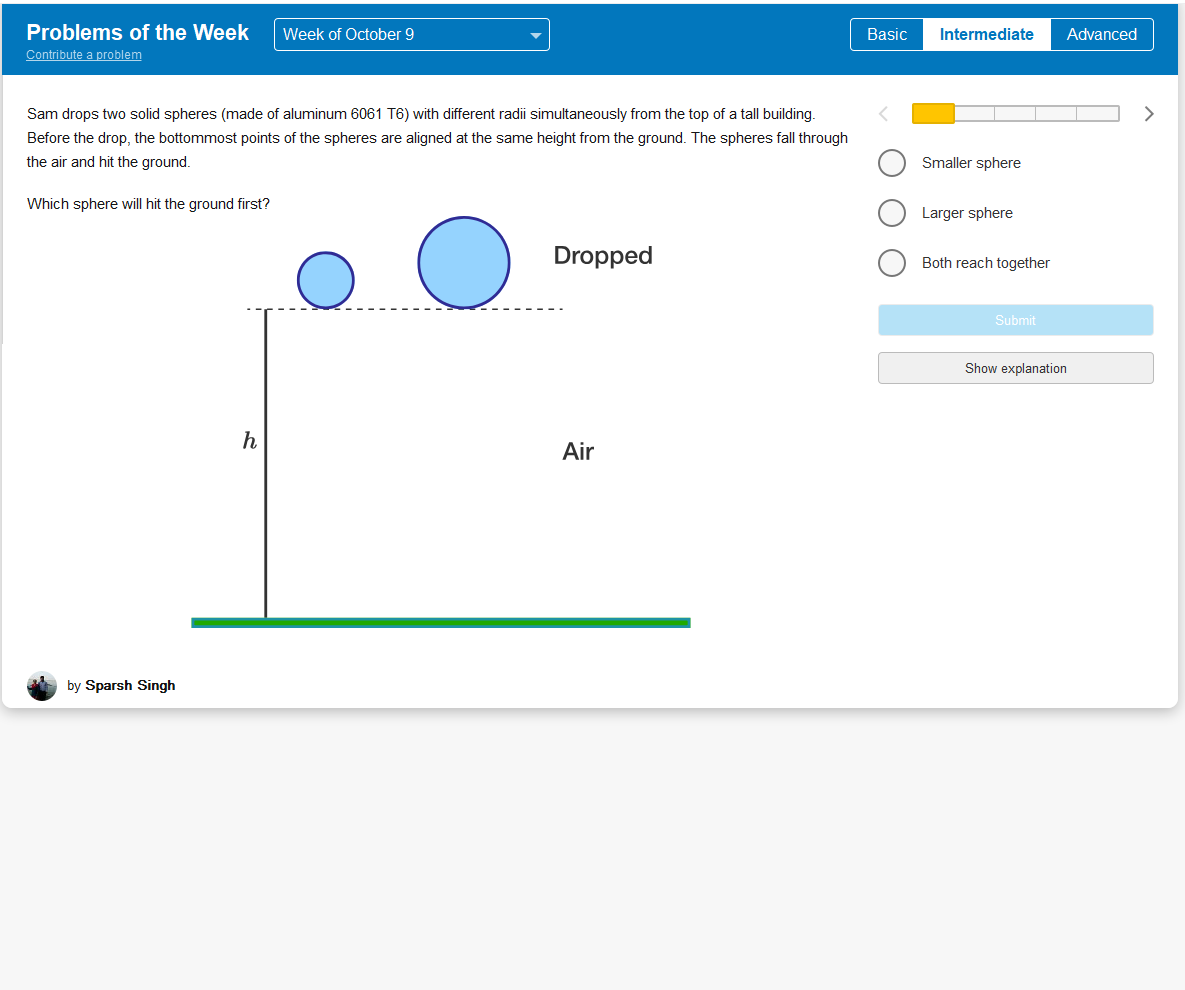 Problems of the Week
Contribute a problem
Week of October 9
Basic
Intermediate
Advanced
Sam drops two solid spheres (made of aluminum 6061 T6) with different radii simultaneously from the top of a tall building.
Before the drop, the bottommost points of the spheres are aligned at the same height from the ground. The spheres fall through
the air and hit the ground.
Which sphere will hit the ground first?
Dropped
h
Air
by Sparsh Singh
Smaller sphere
Larger sphere
Both reach together
Submit
Show explanation